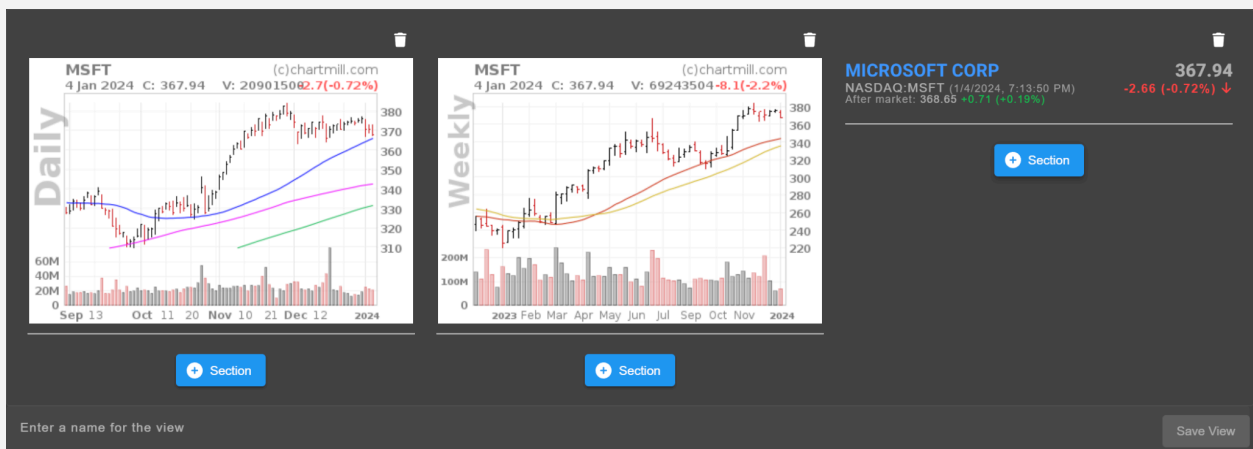 MSFT (c)chartmill.com
4 Jan 2024 C: 367.94 V: 20901500 -2.7(-0.72%)
Daily
380
370
360
350
340
330
320
310
60M
40M
20M
0
Sep 13 Oct 11 20 Nov 10 21 Dec 12 2024
Section
MSFT (c)chartmill.com
4 Jan 2024 C: 367.94 V: 69243504 -8.1(-2.2%)
Weekly
380
360
340
320
300
280
260
240
220
200M
100M
0
2023 Feb Mar Apr May Jun Jul Sep Oct Nov 2024
Section
MICROSOFT CORP 367.94
NASDAQ:MSFT (1/4/2024, 7:13:50 PM) -2.66 (-0.72%)
After market: 368.65 +0.71 (+0.19%)
Section
Enter a name for the view
Save View